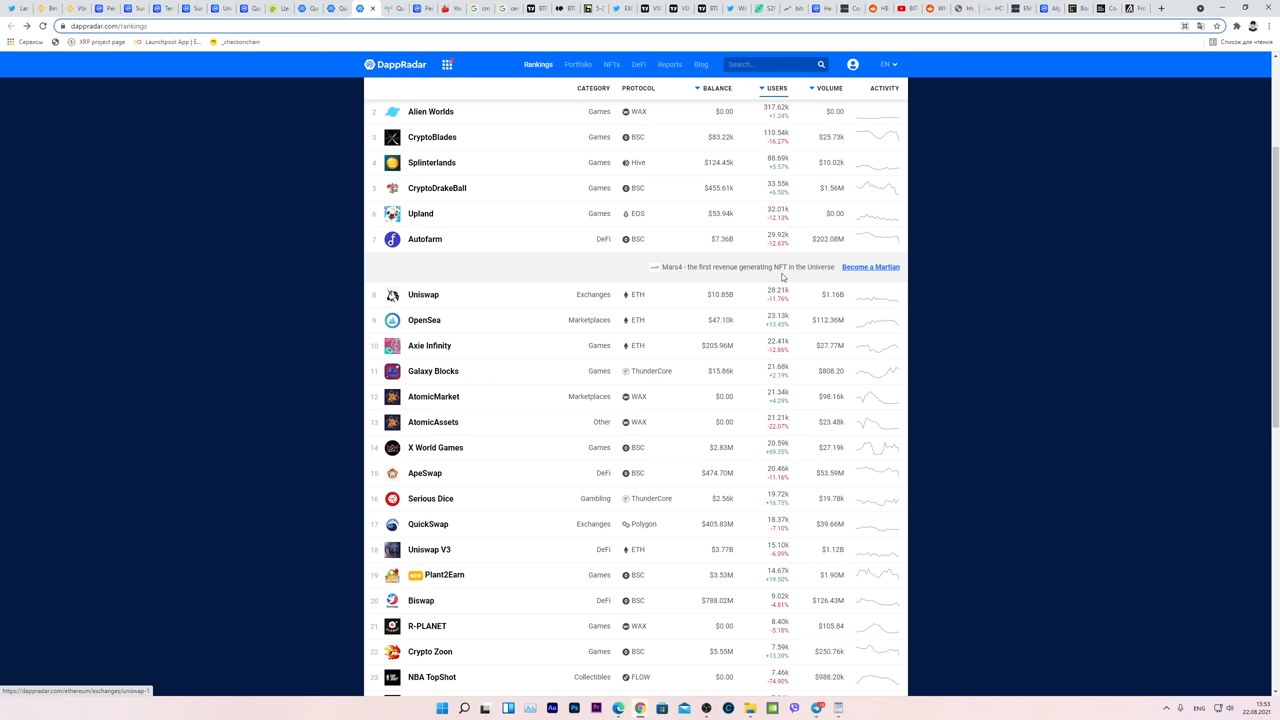 dappradar.com/rankings
Сервисы XRP project page Launchpool App | E... _checkonchain Список для чтения
DappRadar Rankings Portfolio NFTs DeFi Reports Blog Search... EN
CATEGORY PROTOCOL BALANCE USERS VOLUME ACTIVITY
2 Alien Worlds Games WAX $0.00 317.62k $0.00
+1.24%
3 CryptoBlades Games BSC $83.22k 110.54k $25.73k
-16.27%
4 Splinterlands Games Hive $124.45k 88.69k $10.02k
+5.57%
5 CryptoDrakeBall Games BSC $455.61k 33.55k $1.56M
+6.50%
6 Upland Games EOS $53.94k 32.01k $0.00
-12.13%
7 Autofarm DeFi BSC $7.36B 29.92k $202.08M
-12.63%
Mars4 - the first revenue generating NFT in the Universe Become a Martian
8 Uniswap Exchanges ETH $10.85B 28.21k $1.16B
-11.76%
9 OpenSea Marketplaces ETH $47.10k 23.13k $112.36M
+13.45%
10 Axie Infinity Games ETH $205.96M 22.41k $27.77M
-12.86%
11 Galaxy Blocks Games ThunderCore $15.86k 21.68k $808.20
+2.19%
12 AtomicMarket Marketplaces WAX $0.00 21.34k $98.16k
+4.29%
13 AtomicAssets Other WAX $0.00 21.21k $23.48k
-22.07%
14 X World Games Games BSC $2.83M 20.59k $27.19k
+69.35%
15 ApeSwap DeFi BSC $474.70M 20.46k $53.59M
-11.16%
16 Serious Dice Gambling ThunderCore $2.56k 19.72k $19.78k
+16.75%
17 QuickSwap Exchanges Polygon $405.83M 18.37k $39.66M
-7.10%
18 Uniswap V3 DeFi ETH $3.77B 15.10k $1.12B
-6.09%
19 NEW Plant2Earn Games BSC $3.53M 14.67k $1.90M
+19.50%
20 Biswap DeFi BSC $788.02M 9.02k $126.43M
-4.81%
21 R-PLANET Games WAX $0.00 8.40k $105.84
-5.18%
22 Crypto Zoon Games BSC $5.55M 7.59k $250.76k
+13.39%
23 NBA TopShot Collectibles FLOW $0.00 7.46k $988.20k
-74.90%
https://dappradar.com/ethereum/exchanges/uniswap-1
ENG 13:53
22.08.2021